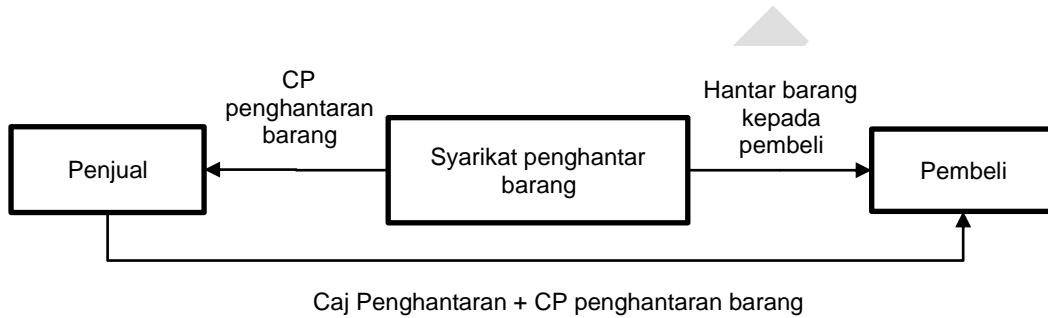 CP
penghantaran
barang
Hantar barang
kepada
pembeli
Penjual
Syarikat penghantar
barang
Pembeli
Caj Penghantaran + CP penghantaran barang